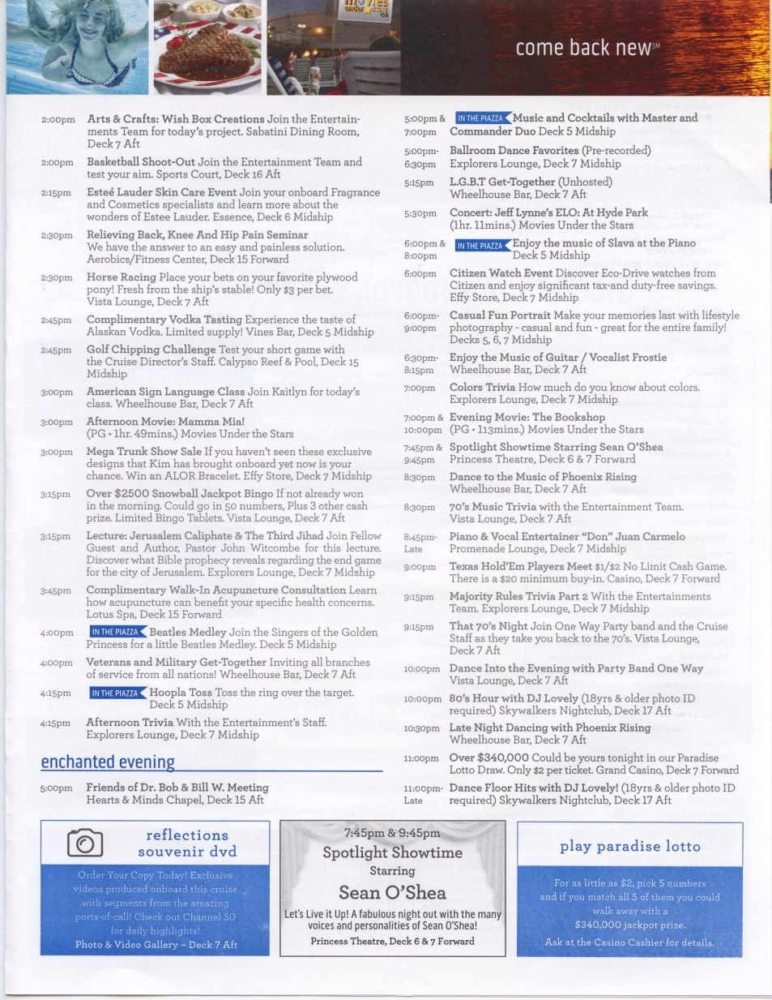 movies
under stars
come back new℠
2:00pm Arts & Crafts: Wish Box Creations Join the Entertain-
ments Team for today's project. Sabatini Dining Room,
Deck 7 Aft
2:00pm Basketball Shoot-Out Join the Entertainment Team and
test your aim. Sports Court, Deck 16 Aft
2:15pm Esteé Lauder Skin Care Event Join your onboard Fragrance
and Cosmetics specialists and learn more about the
wonders of Estee Lauder. Essence, Deck 6 Midship
2:30pm Relieving Back, Knee And Hip Pain Seminar
We have the answer to an easy and painless solution.
Aerobics/Fitness Center, Deck 15 Forward
2:30pm Horse Racing Place your bets on your favorite plywood
pony! Fresh from the ship's stable! Only $3 per bet.
Vista Lounge, Deck 7 Aft
2:45pm Complimentary Vodka Tasting Experience the taste of
Alaskan Vodka. Limited supply! Vines Bar, Deck 5 Midship
2:45pm Golf Chipping Challenge Test your short game with
the Cruise Director's Staff. Calypso Reef & Pool, Deck 15
Midship
3:00pm American Sign Language Class Join Kaitlyn for today's
class. Wheelhouse Bar, Deck 7 Aft
3:00pm Afternoon Movie: Mamma Mia!
(PG • 1hr. 49mins.) Movies Under the Stars
3:00pm Mega Trunk Show Sale If you haven't seen these exclusive
designs that Kim has brought onboard yet now is your
chance. Win an ALOR Bracelet. Effy Store, Deck 7 Midship
3:15pm Over $2500 Snowball Jackpot Bingo If not already won
in the morning. Could go in 50 numbers, Plus 3 other cash
prize. Limited Bingo Tablets. Vista Lounge, Deck 7 Aft
3:15pm Lecture: Jerusalem Caliphate & The Third Jihad Join Fellow
Guest and Author, Pastor John Witcombe for this lecture.
Discover what Bible prophecy reveals regarding the end game
for the city of Jerusalem. Explorers Lounge, Deck 7 Midship
3:45pm Complimentary Walk-In Acupuncture Consultation Learn
how acupuncture can benefit your specific health concerns.
Lotus Spa, Deck 15 Forward
4:00pm IN THE PIAZZA Beatles Medley Join the Singers of the Golden
Princess for a little Beatles Medley. Deck 5 Midship
4:00pm Veterans and Military Get-Together Inviting all branches
of service from all nations! Wheelhouse Bar, Deck 7 Aft
4:15pm IN THE PIAZZA Hoopla Toss Toss the ring over the target.
Deck 5 Midship
4:15pm Afternoon Trivia With the Entertainment's Staff.
Explorers Lounge, Deck 7 Midship
enchanted evening
5:00pm Friends of Dr. Bob & Bill W. Meeting
Hearts & Minds Chapel, Deck 15 Aft
5:00pm & IN THE PIAZZA Music and Cocktails with Master and
7:00pm Commander Duo Deck 5 Midship
5:00pm- Ballroom Dance Favorites (Pre-recorded)
6:30pm Explorers Lounge, Deck 7 Midship
5:15pm L.G.B.T Get-Together (Unhosted)
Wheelhouse Bar, Deck 7 Aft
5:30pm Concert: Jeff Lynne's ELO: At Hyde Park
(1hr. 11mins.) Movies Under the Stars
6:00pm & IN THE PIAZZA Enjoy the music of Slava at the Piano
8:00pm Deck 5 Midship
6:00pm Citizen Watch Event Discover Eco-Drive watches from
Citizen and enjoy significant tax-and duty-free savings.
Effy Store, Deck 7 Midship
6:00pm- Casual Fun Portrait Make your memories last with lifestyle
9:00pm photography - casual and fun - great for the entire family!
Decks 5, 6, 7 Midship
6:30pm- Enjoy the Music of Guitar / Vocalist Frostie
8:15pm Wheelhouse Bar, Deck 7 Aft
7:00pm Colors Trivia How much do you know about colors.
Explorers Lounge, Deck 7 Midship
7:00pm & Evening Movie: The Bookshop
10:00pm (PG • 113mins.) Movies Under the Stars
7:45pm & Spotlight Showtime Starring Sean O'Shea
9:45pm Princess Theatre, Deck 6 & 7 Forward
8:30pm Dance to the Music of Phoenix Rising
Wheelhouse Bar, Deck 7 Aft
8:30pm 70's Music Trivia with the Entertainment Team.
Vista Lounge, Deck 7 Aft
8:45pm- Piano & Vocal Entertainer "Don" Juan Carmelo
Late Promenade Lounge, Deck 7 Midship
9:00pm Texas Hold'Em Players Meet $1/$2 No Limit Cash Game.
There is a $20 minimum buy-in. Casino, Deck 7 Forward
9:15pm Majority Rules Trivia Part 2 With the Entertainments
Team. Explorers Lounge, Deck 7 Midship
9:15pm That 70's Night Join One Way Party band and the Cruise
Staff as they take you back to the 70's. Vista Lounge,
Deck 7 Aft
10:00pm Dance Into the Evening with Party Band One Way
Vista Lounge, Deck 7 Aft
10:00pm 80's Hour with DJ Lovely (18yrs & older photo ID
required) Skywalkers Nightclub, Deck 17 Aft
10:30pm Late Night Dancing with Phoenix Rising
Wheelhouse Bar, Deck 7 Aft
11:00pm Over $340,000 Could be yours tonight in our Paradise
Lotto Draw. Only $2 per ticket. Grand Casino, Deck 7 Forward
11:00pm- Dance Floor Hits with DJ Lovely! (18yrs & older photo ID
Late required) Skywalkers Nightclub, Deck 17 Aft
reflections
souvenir dvd
Order Your Copy Today! Exclusive
videos produced onboard this cruise
with segments from the amazing
ports-of-call! Check out Channel 50
for daily highlights!
Photo & Video Gallery – Deck 7 Aft
7:45pm & 9:45pm
Spotlight Showtime
Starring
Sean O'Shea
Let's Live it Up! A fabulous night out with the many
voices and personalities of Sean O'Shea!
Princess Theatre, Deck 6 & 7 Forward
play paradise lotto
For as little as $2, pick 5 numbers
and if you match all 5 of them you could
walk away with a
$340,000 jackpot prize.
Ask at the Casino Cashier for details.